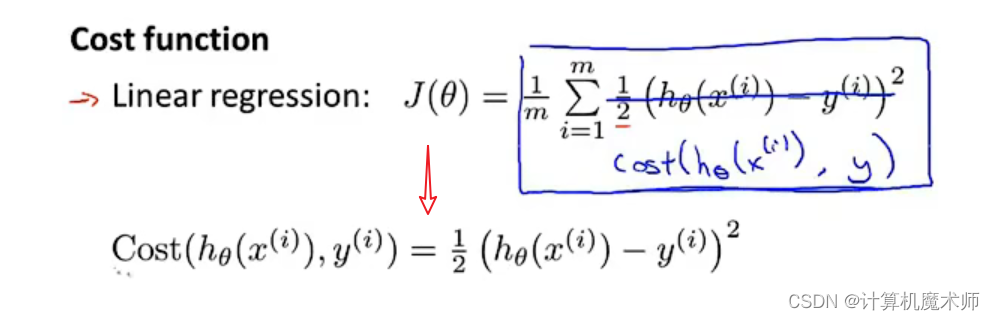 Cost function
→ Linear regression: J(θ) = 1/m ∑_{i=1}^{m} 1/2 (h_θ(x^{(i)}) − y^{(i)})^2
cost(h_θ(x^{(i)}), y)
Cost(h_θ(x^{(i)}), y^{(i)}) = 1/2 (h_θ(x^{(i)}) − y^{(i)})^2
CSDN @计算机魔术师